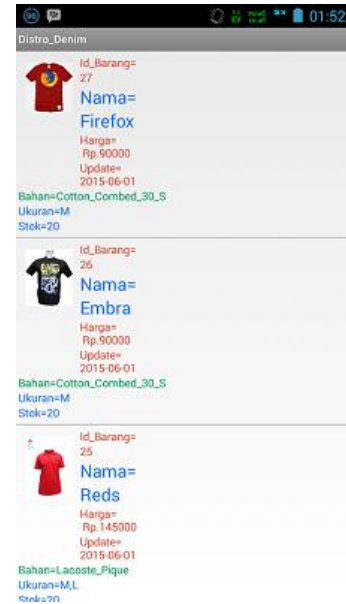 95
01:52
Distro_Denim
Id_Barang=
27
Nama=
Firefox
Harga=
Rp.90000
Update=
2015-06-01
Bahan=Cotton_Combed_30_S
Ukuran=M
Stok=20
Id_Barang=
26
Nama=
Embra
Harga=
Rp.90000
Update=
2015-06-01
Bahan=Cotton_Combed_30_S
Ukuran=M
Stok=20
Id_Barang=
25
Nama=
Reds
Harga=
Rp.145000
Update=
2015-06-01
Bahan=Lacoste_Pique
Ukuran=M,L
Stok=20